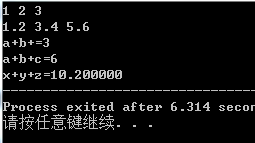 1 2 3
1.2 3.4 5.6
a+b+=3
a+b+c=6
x+y+z=10.200000
--------------------------------
Process exited after 6.314 secon
请按任意键继续. . .